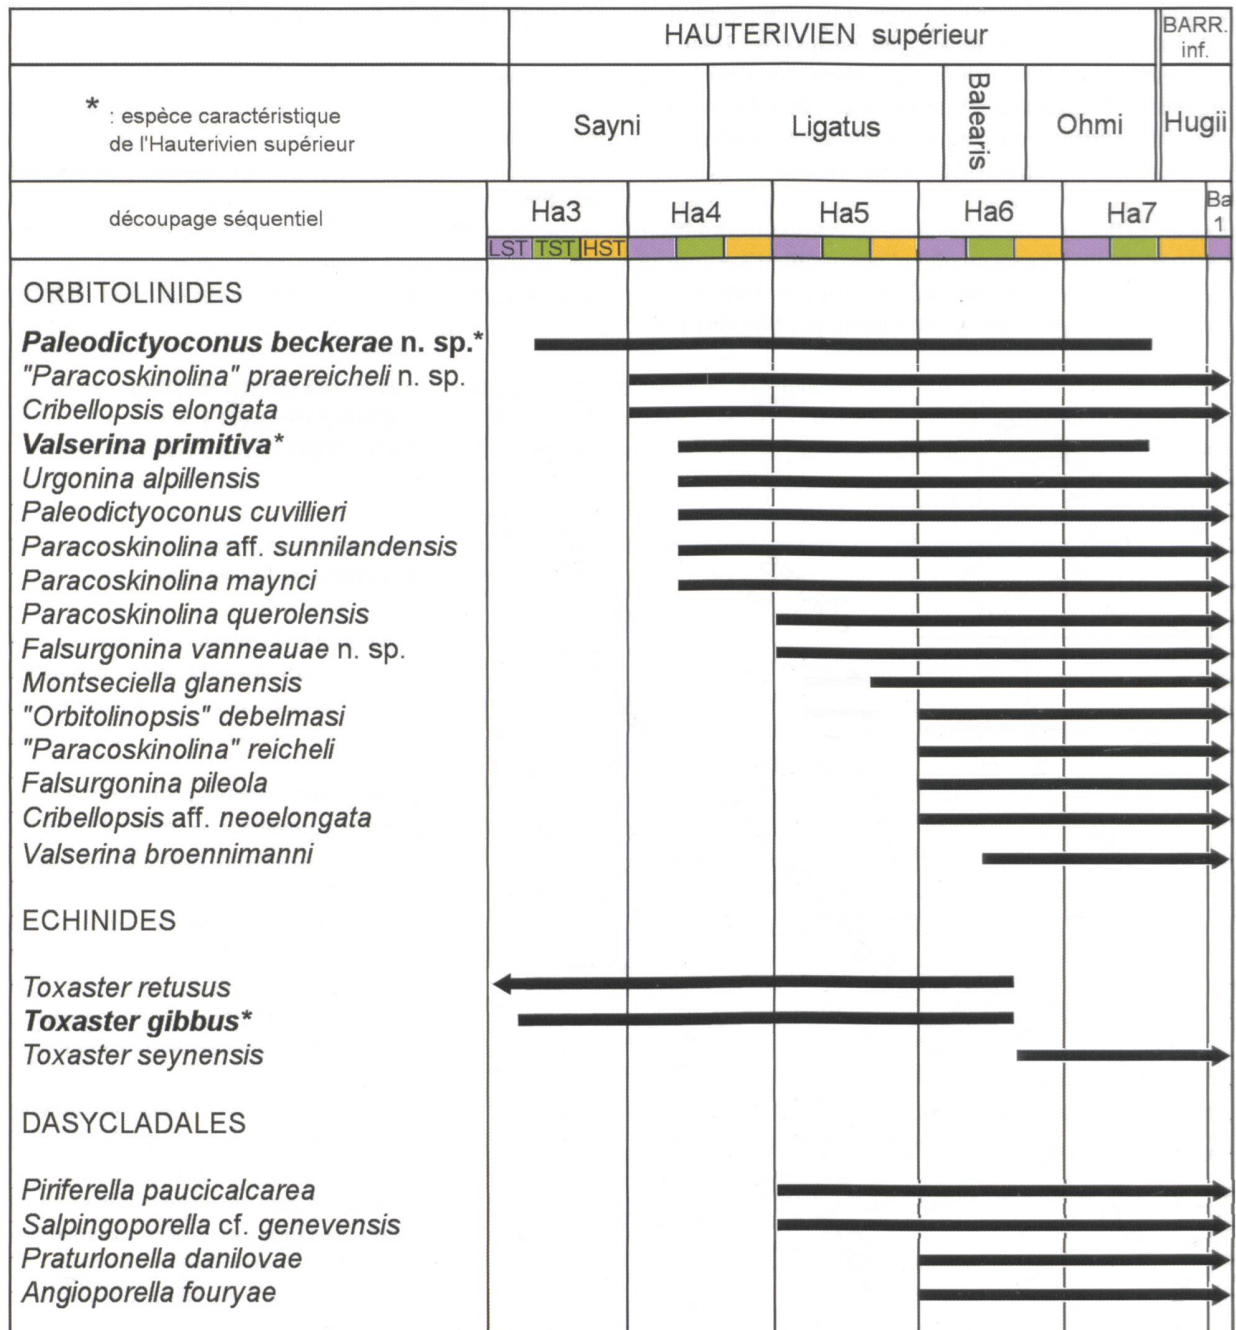 HAUTERIVIEN supérieur
BARR.
inf.
* : espèce caractéristique
de l'Hauterivien supérieur
Sayni
Ligatus
Balearis
Ohmi
Hugii
découpage séquentiel
Ha3
Ha4
Ha5
Ha6
Ha7
Ba
1
LST TST HST
ORBITOLINIDES
Paleodictyoconus beckerae n. sp.*
"Paracoskinolina" praereicheli n. sp.
Cribellopsis elongata
Valserina primitiva*
Urgonina alpillensis
Paleodictyoconus cuvillieri
Paracoskinolina aff. sunnilandensis
Paracoskinolina maynci
Paracoskinolina querolensis
Falsurgonina vanneauae n. sp.
Montseciella glanensis
"Orbitolinopsis" debelmasi
"Paracoskinolina" reicheli
Falsurgonina pileola
Cribellopsis aff. neoelongata
Valserina broennimanni
ECHINIDES
Toxaster retusus
Toxaster gibbus*
Toxaster seynensis
DASYCLADALES
Piriferella paucicalcarea
Salpingoporella cf. genevensis
Praturlonella danilovae
Angioporella fouryae